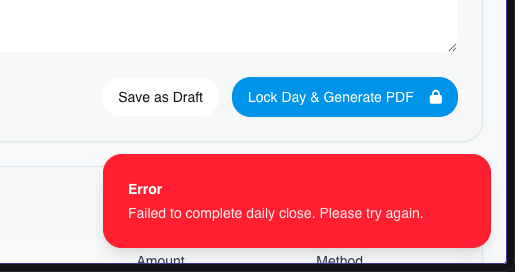 Save as Draft
Lock Day & Generate PDF
Error
Failed to complete daily close. Please try again.
Amount
Method